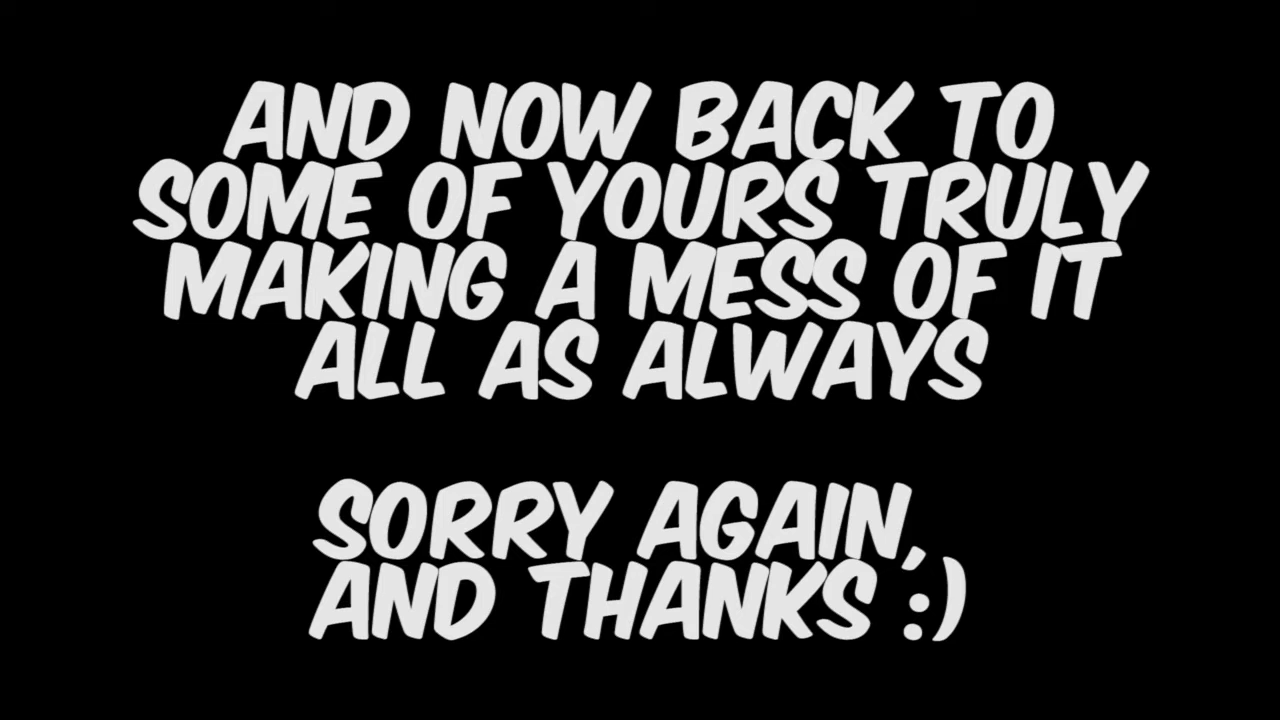 AND NOW BACK TO
SOME OF YOURS TRULY
MAKING A MESS OF IT
ALL AS ALWAYS
SORRY AGAIN,
AND THANKS :)